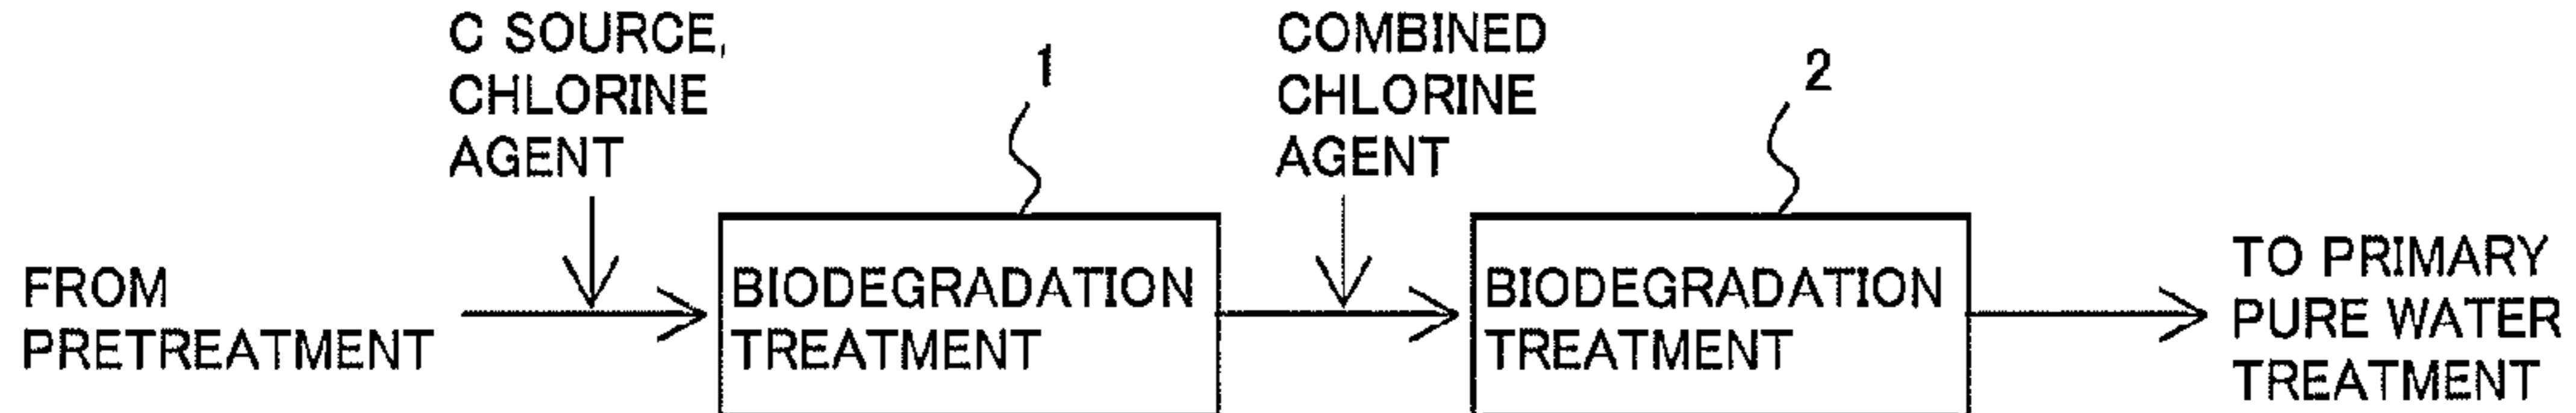 C SOURCE,
CHLORINE
AGENT
1
COMBINED
CHLORINE
AGENT
2
FROM
PRETREATMENT
BIODEGRADATION
TREATMENT
BIODEGRADATION
TREATMENT
TO PRIMARY
PURE WATER
TREATMENT